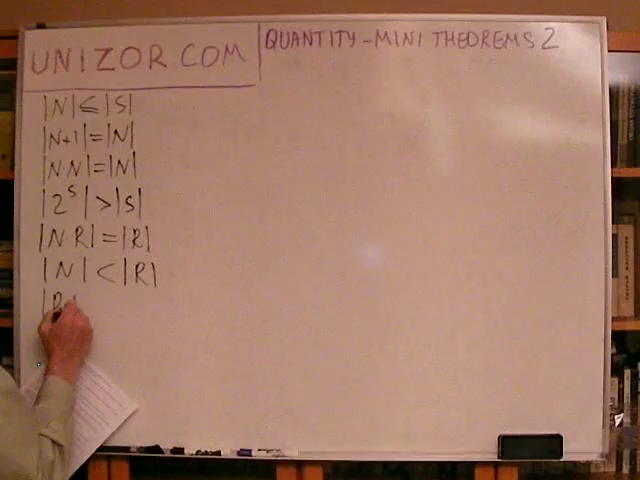 UNIZOR COM
QUANTITY - MINI THEOREMS 2
|N| ≤ |S|
|N+1| = |N|
|N N| = |N|
|2^S| > |S|
|N R| = |R|
|N| < |R|
|R